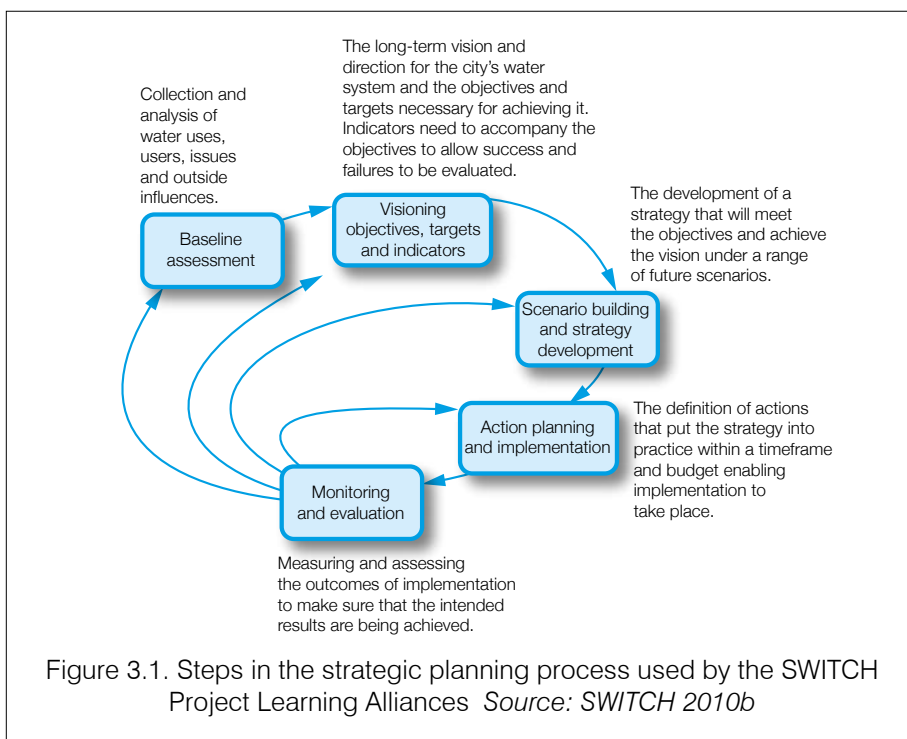 Collection and
analysis of
water uses,
users, issues
and outside
influences.
Baseline
assessment
The long-term vision and
direction for the city's water
system and the objectives and
targets necessary for achieving it.
Indicators need to accompany the
objectives to allow success and
failures to be evaluated.
Visioning
objectives, targets
and indicators
The development of a
strategy that will meet
the objectives and achieve
the vision under a range
of future scenarios.
Scenario building
and strategy
development
Action planning
and implementation
The definition of actions
that put the strategy into
practice within a timeframe
and budget enabling
implementation to
take place.
Monitoring
and evaluation
Measuring and assessing
the outcomes of implementation
to make sure that the intended
results are being achieved.
Figure 3.1. Steps in the strategic planning process used by the SWITCH
Project Learning Alliances Source: SWITCH 2010b